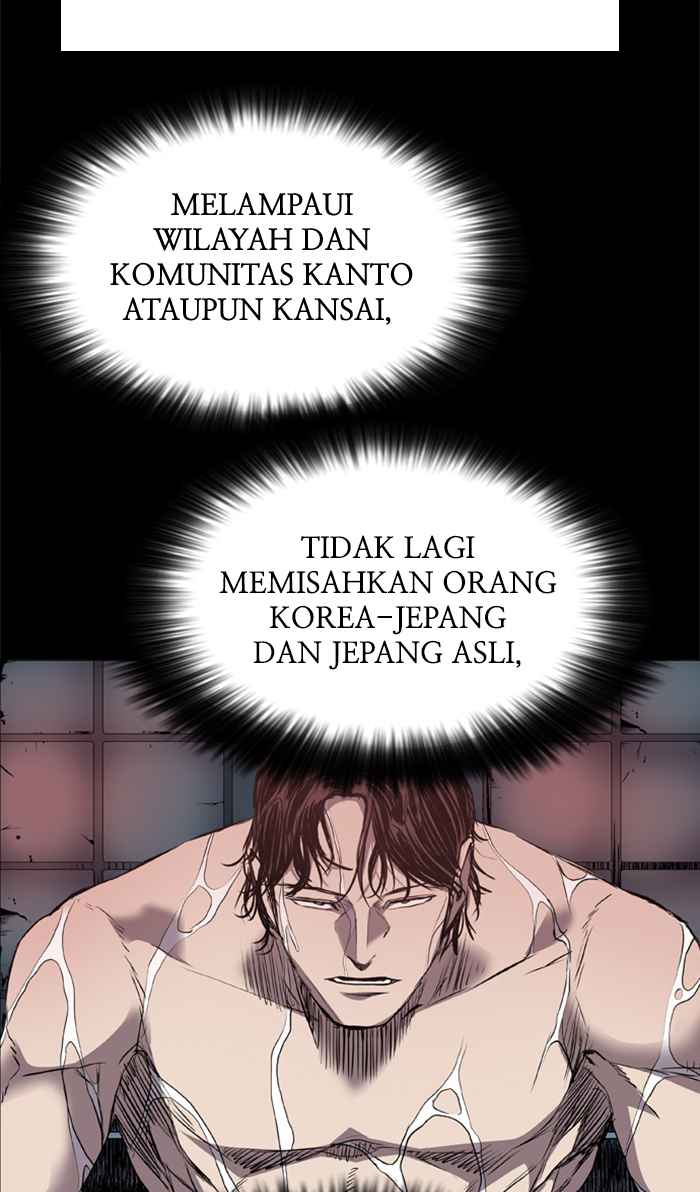 MELAMPAUI
WILAYAH DAN
KOMUNITAS KANTO
ATAUPUN KANSAI,
TIDAK LAGI
MEMISAHKAN ORANG
KOREA-JEPANG
DAN JEPANG ASLI,